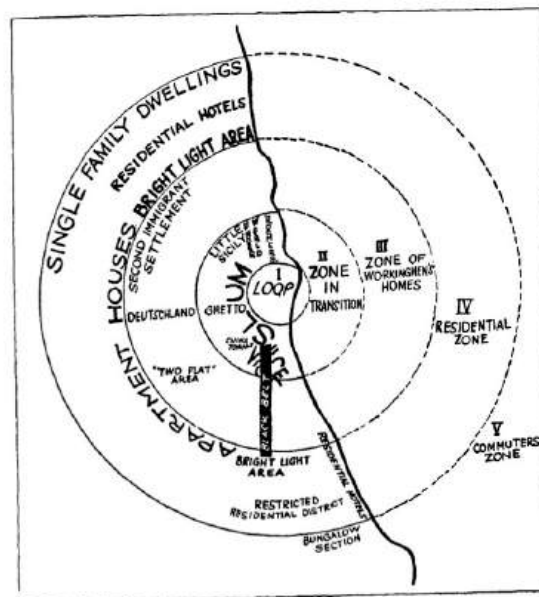 SINGLE FAMILY DWELLINGS
RESIDENTIAL HOTELS
BRIGHT LIGHT AREA
SECOND IMMIGRANT
SETTLEMENT
APARTMENT HOUSES
LITTLE
SICILY
SLUM
I
LOOP
II
ZONE
IN
TRANSITION
III
ZONE OF
WORKINGMEN'S
HOMES
IV
RESIDENTIAL
ZONE
V
COMMUTERS
ZONE
DEUTSCHLAND
GHETTO
CHINA
TOWN
VICE
"TWO FLAT"
AREA
BLACK BELT
BRIGHT LIGHT
AREA
RESIDENTIAL HOTELS
RESTRICTED
RESIDENTIAL DISTRICT
BUNGALOW
SECTION